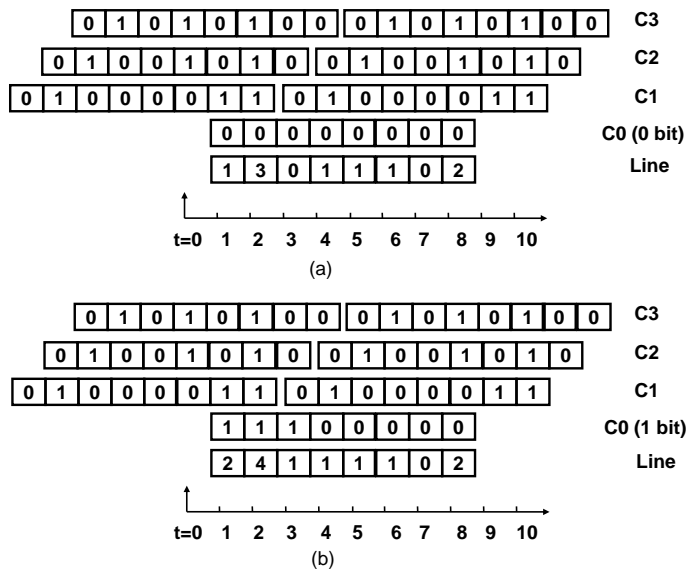 0 1 0 1 0 1 0 0 0 1 0 1 0 1 0 0 C3
0 1 0 0 1 0 1 0 0 1 0 0 1 0 1 0 C2
0 1 0 0 0 0 1 1 0 1 0 0 0 0 1 1 C1
0 0 0 0 0 0 0 0 C0 (0 bit)
1 3 0 1 1 1 0 2 Line
t=0 1 2 3 4 5 6 7 8 9 10
(a)
0 1 0 1 0 1 0 0 0 1 0 1 0 1 0 0 C3
0 1 0 0 1 0 1 0 0 1 0 0 1 0 1 0 C2
0 1 0 0 0 0 1 1 0 1 0 0 0 0 1 1 C1
1 1 1 0 0 0 0 0 C0 (1 bit)
2 4 1 1 1 1 0 2 Line
t=0 1 2 3 4 5 6 7 8 9 10
(b)